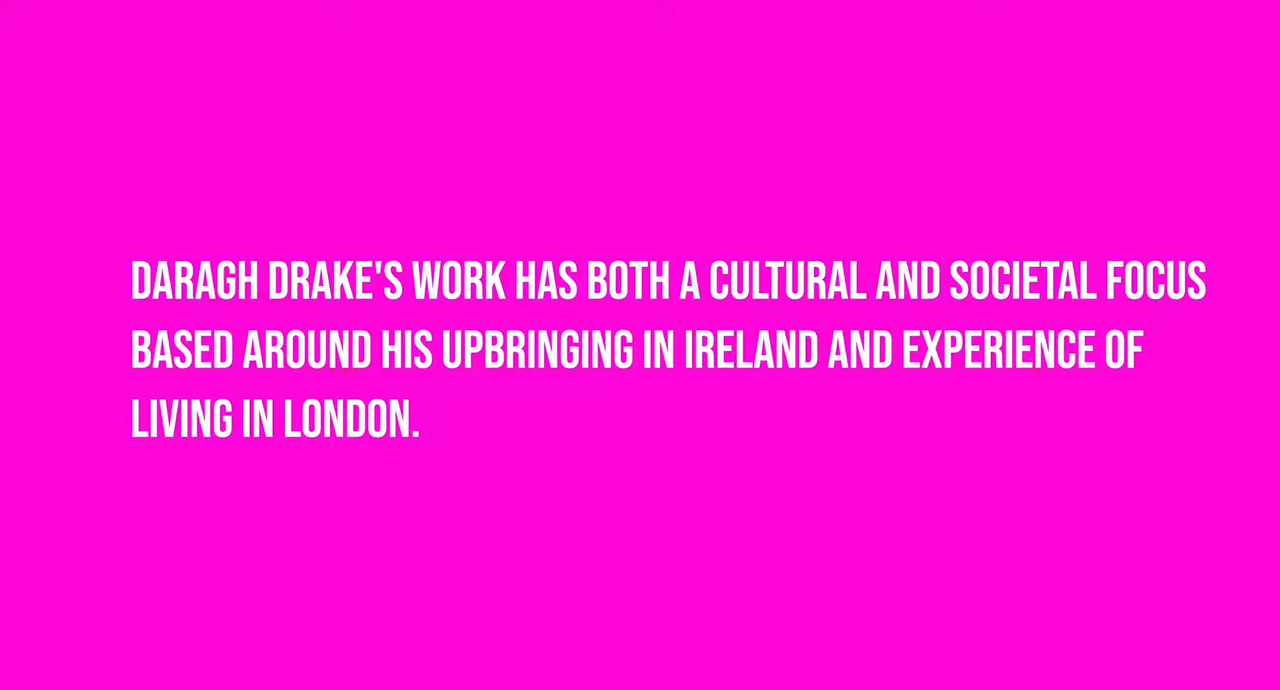 DARAGH DRAKE'S WORK HAS BOTH A CULTURAL AND SOCIETAL FOCUS
BASED AROUND HIS UPBRINGING IN IRELAND AND EXPERIENCE OF
LIVING IN LONDON.